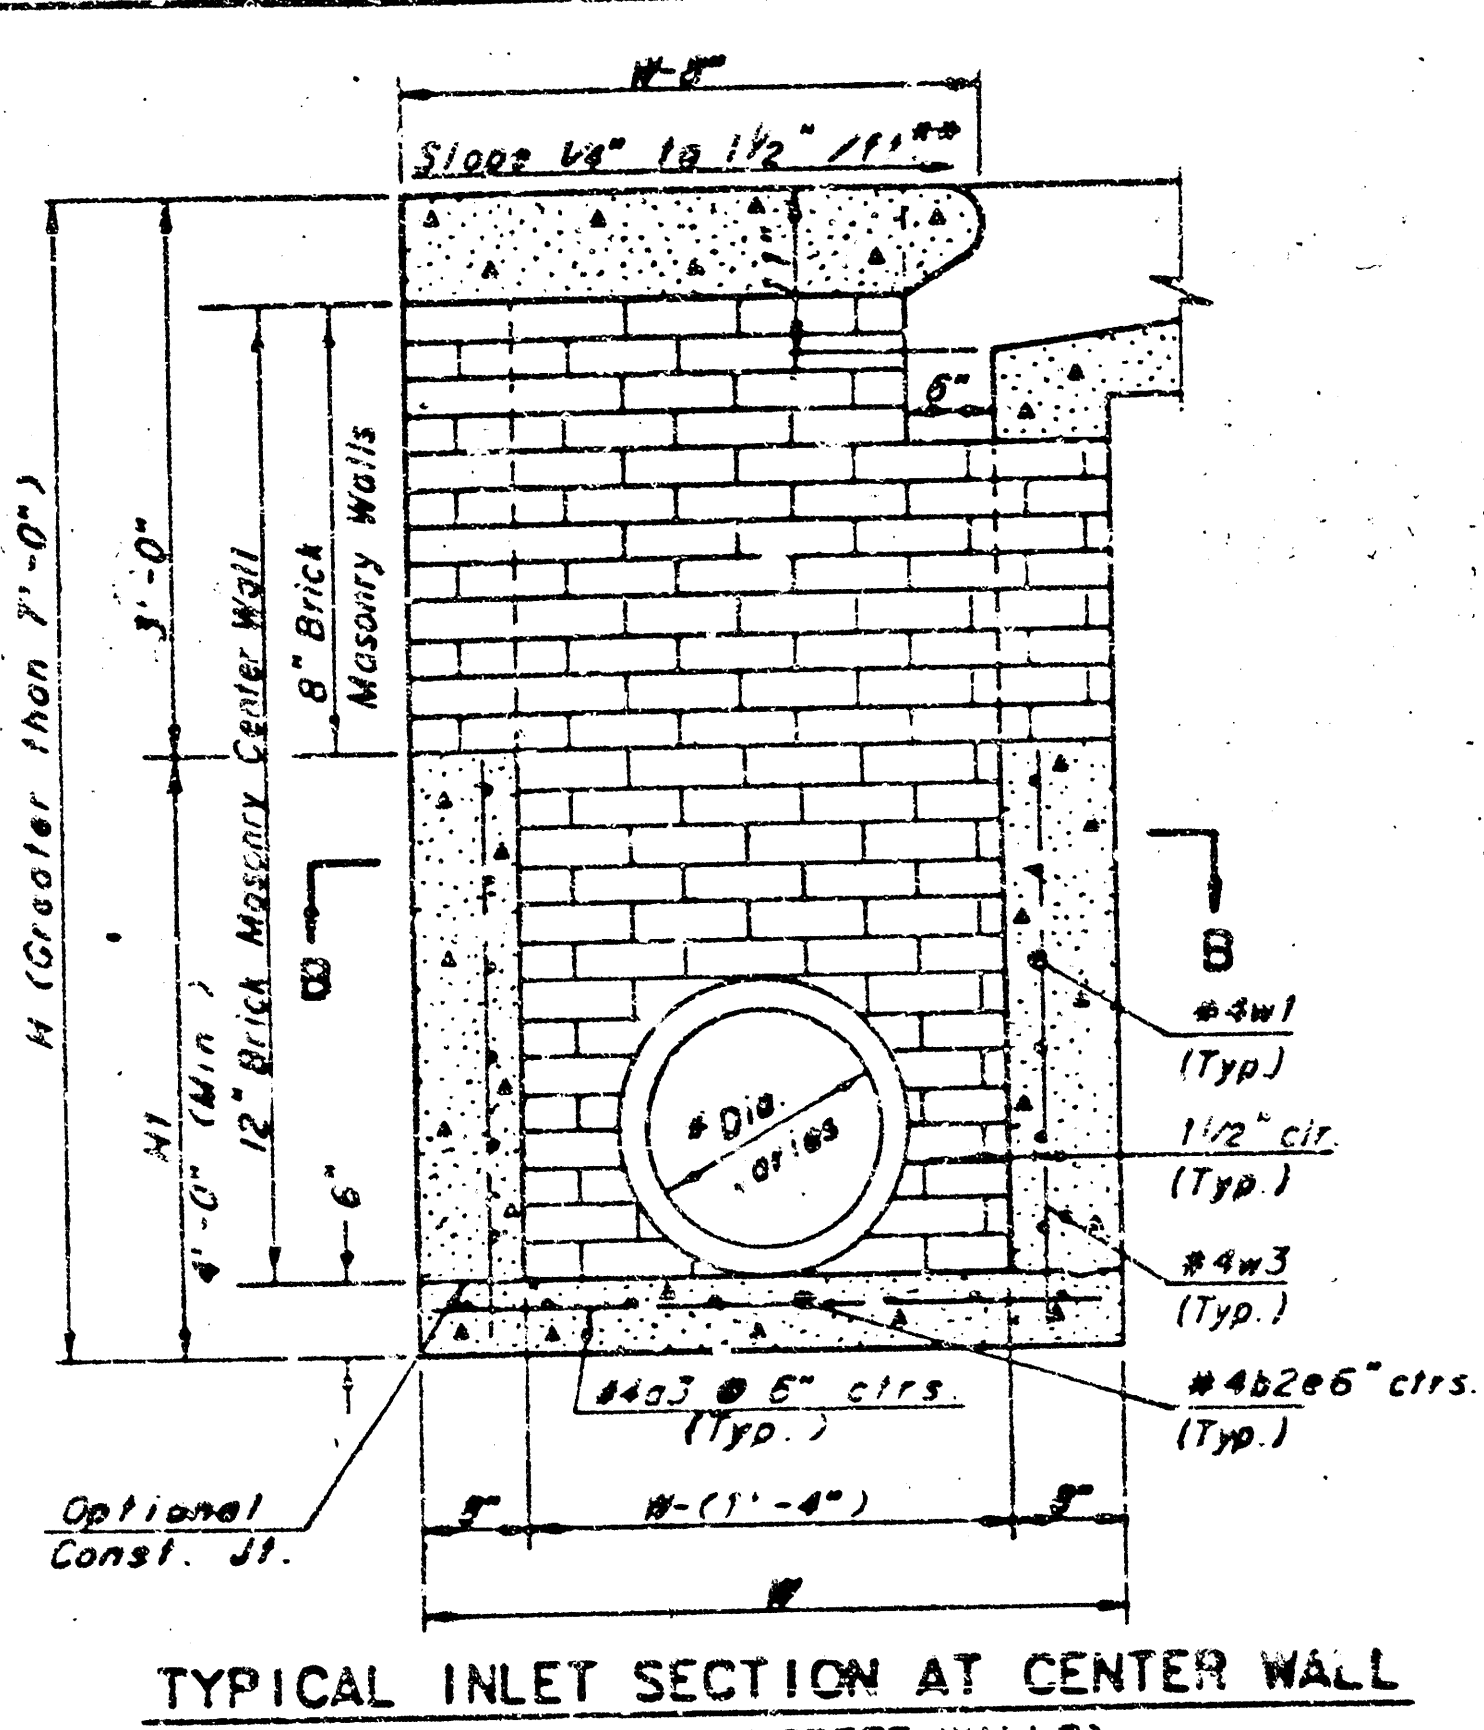 W-8"
Slope 1/4" to 1 1/2" /ft**
6"
H (Greater than 7'-0")
3'-0"
12" Brick Masonry Center Wall
8" Brick
Masonry Walls
H1
4'-0" (Min.)
6"
B
B
#4w1
(Typ.)
1 1/2" clr.
(Typ.)
#4w3
(Typ.)
Dia.
#4b2@6" ctrs.
(Typ.)
#4a3 @ 6" ctrs.
(Typ.)
Optional
Const. Jt.
W-(1'-4")
W
TYPICAL INLET SECTION AT CENTER WALL